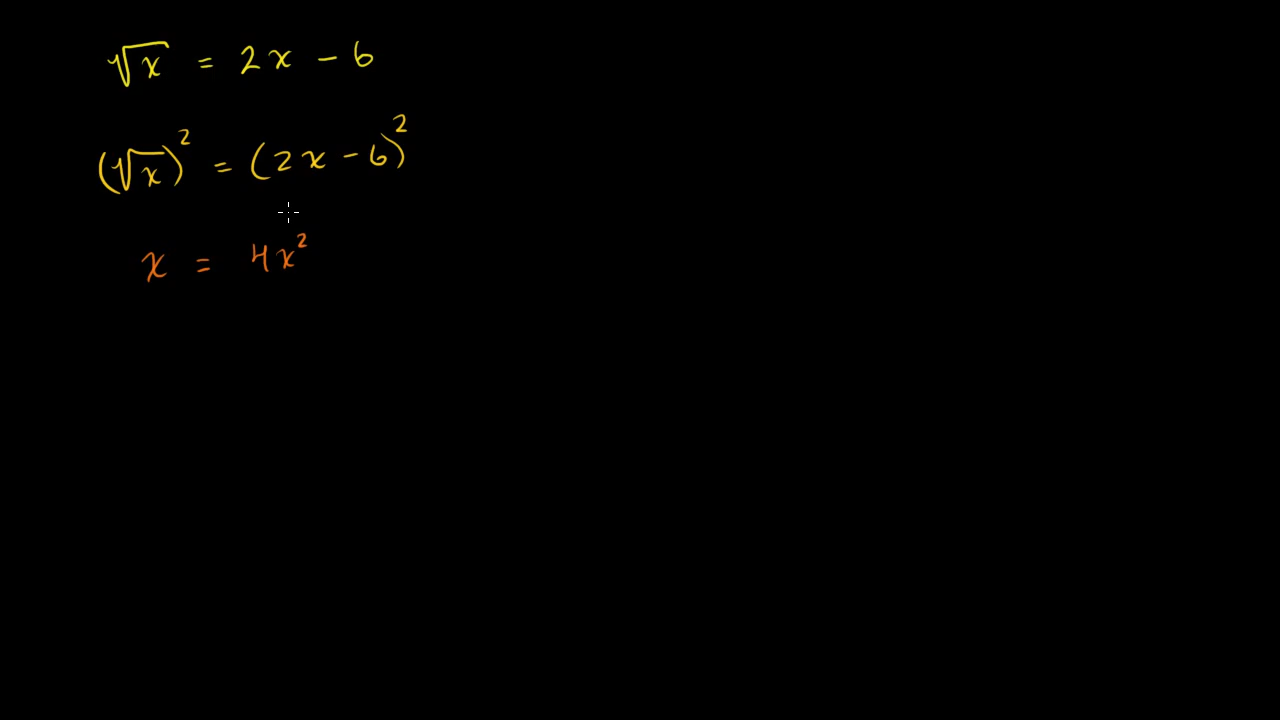 √x = 2x - 6
(√x)² = (2x - 6)²
x = 4x²